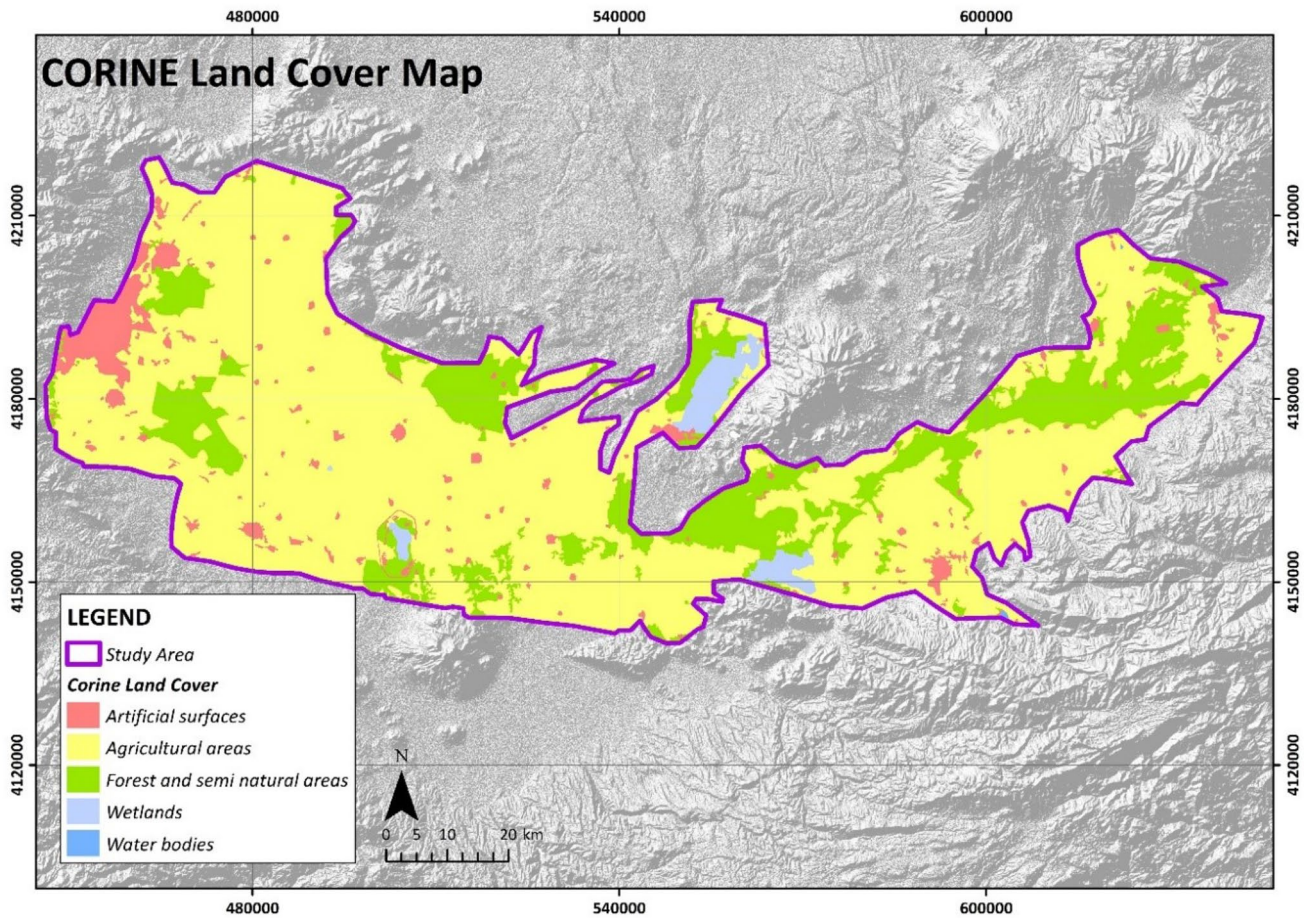 480000 540000 600000
CORINE Land Cover Map
4210000 4210000
4180000 4180000
4150000 4150000
LEGEND
Study Area
Corine Land Cover
Artificial surfaces
Agricultural areas
Forest and semi natural areas
Wetlands
Water bodies
N
0 5 10 20 km
4120000 4120000
480000 540000 600000